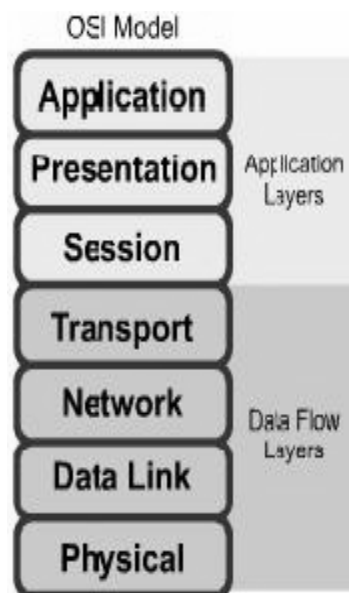 OSI Model
Application
Presentation
Session
Transport
Network
Data Link
Physical
Application
Layers
Data Flow
Layers